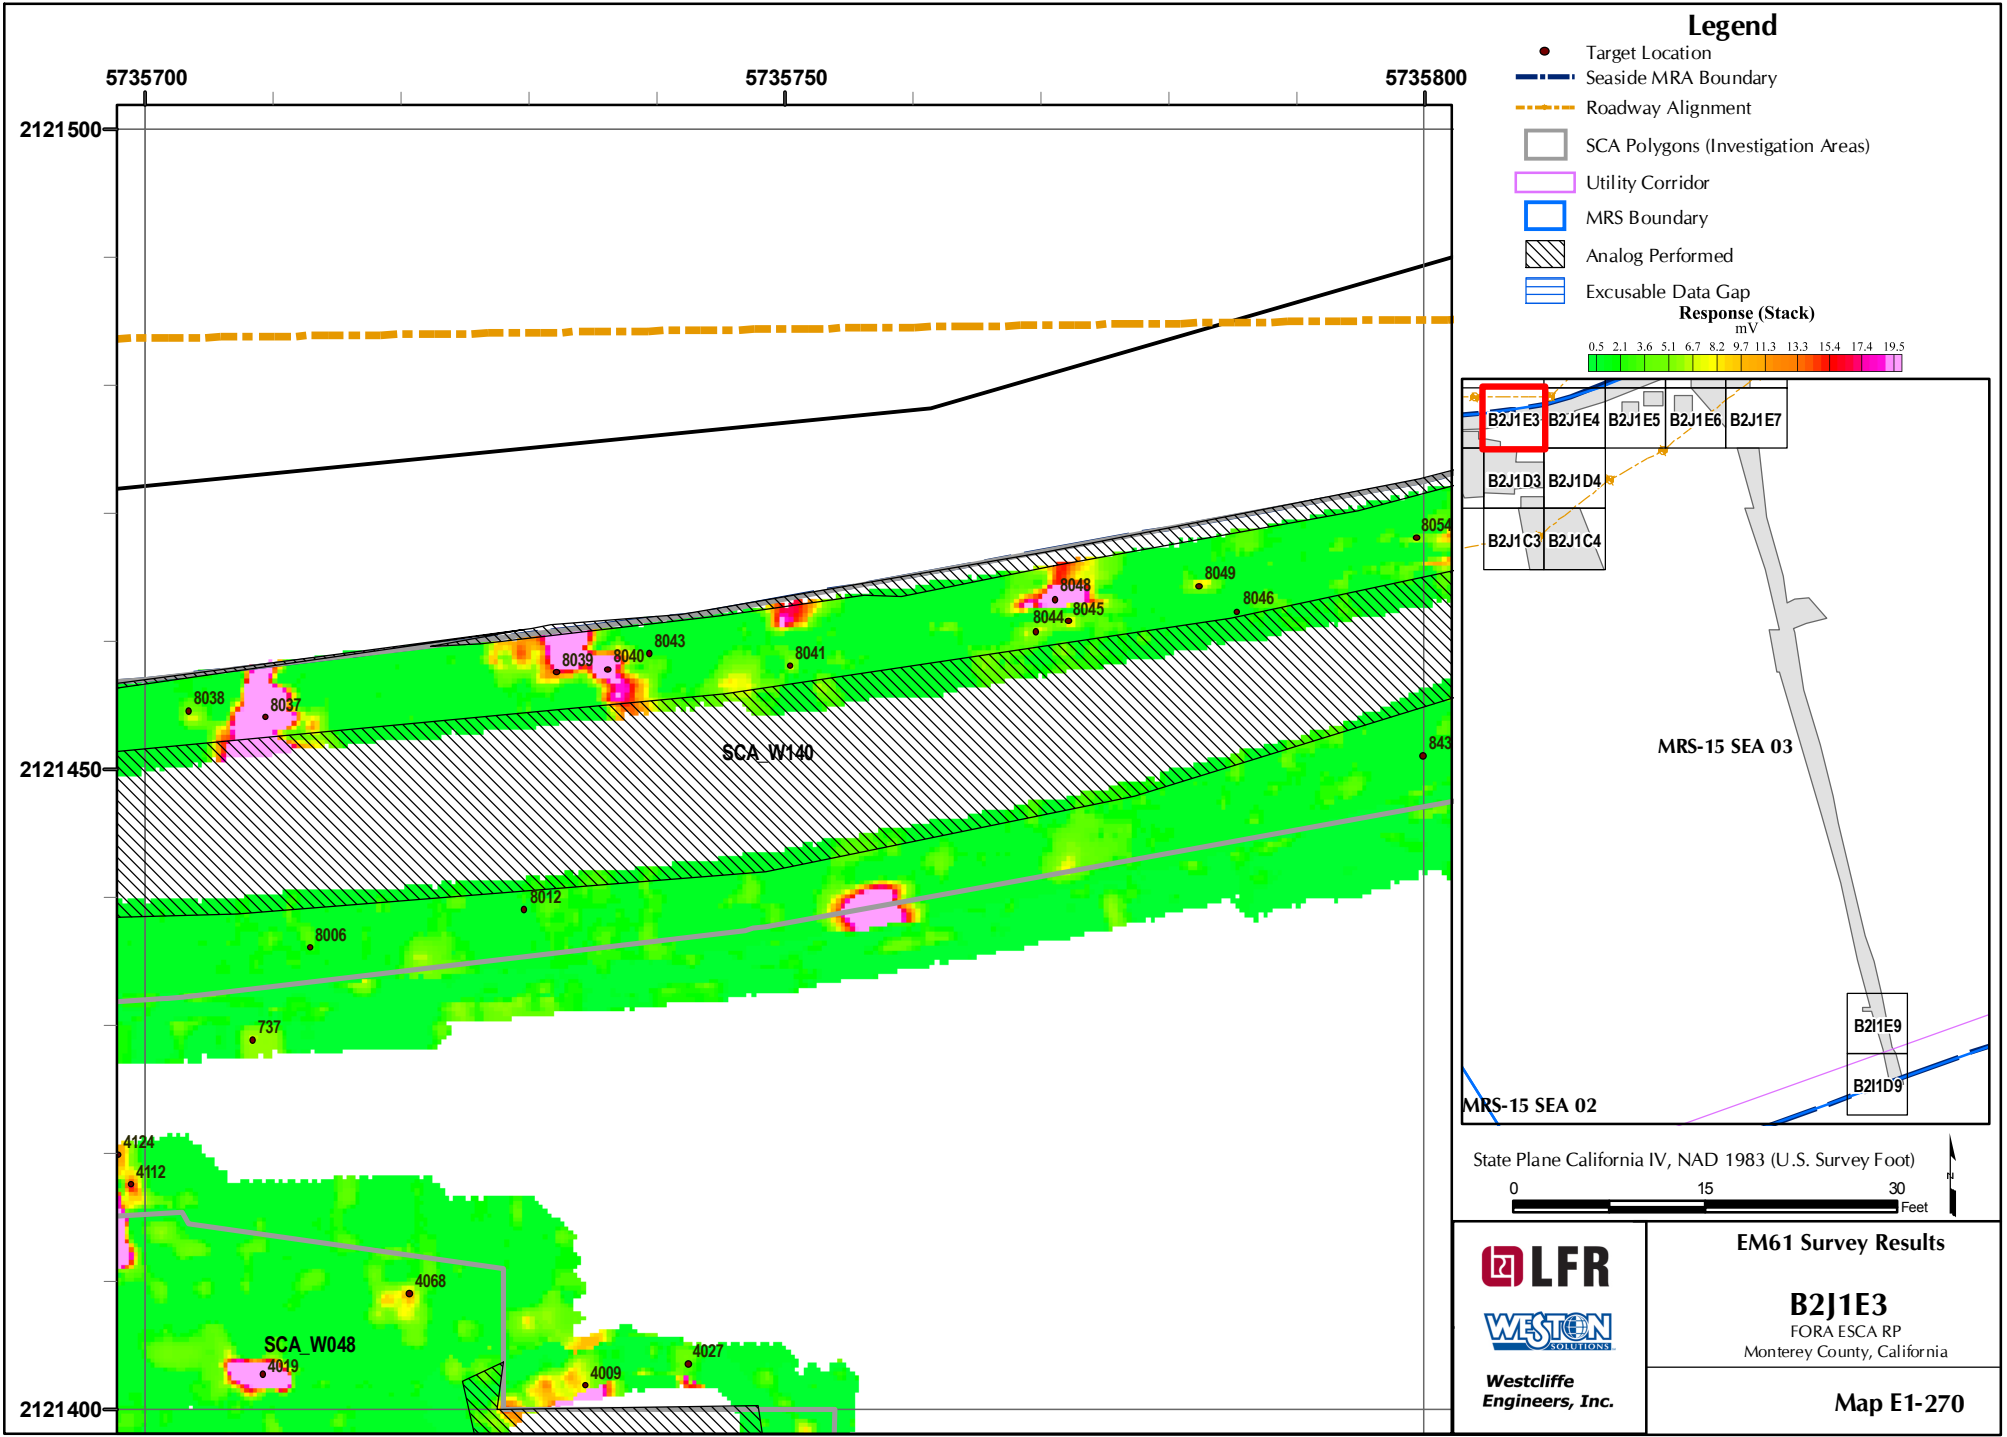 Legend
Target Location
Seaside MRA Boundary
Roadway Alignment
SCA Polygons (Investigation Areas)
Utility Corridor
MRS Boundary
Analog Performed
Excusable Data Gap
Response (Stack)
mV
0.5 2.1 3.6 5.1 6.7 8.2 9.7 11.3 13.3 15.4 17.4 19.5
5735700 5735750 5735800
2121500
2121450
2121400
8054
8049
8048
8046
8045
8044
8043
8041
8040
8039
8038
8037
SCA_W140
843
8012
8006
737
4124
4112
4068
SCA_W048
4019
4027
4009
B2J1E3 B2J1E4 B2J1E5 B2J1E6 B2J1E7
B2J1D3 B2J1D4
B2J1C3 B2J1C4
MRS-15 SEA 03
B2I1E9
B2I1D9
MRS-15 SEA 02
State Plane California IV, NAD 1983 (U.S. Survey Foot)
0 15 30
Feet
N
LFR
WESTON
SOLUTIONS
Westcliffe
Engineers, Inc.
EM61 Survey Results
B2J1E3
FORA ESCA RP
Monterey County, California
Map E1-270